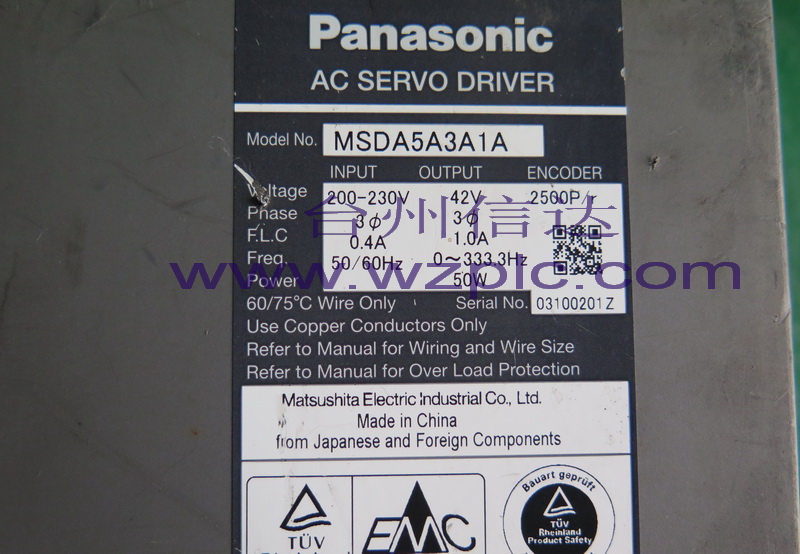 Panasonic
AC SERVO DRIVER
Model No. MSDA5A3A1A
INPUT OUTPUT ENCODER
Voltage 200-230V 42V 2500P/r
Phase 3φ 3φ
台州信达
F.L.C 0.4A 1.0A
Freq. 50/60Hz 0～333.3Hz
www.wzplc.com
Power 50W
60/75°C Wire Only Serial No. 03100201Z
Use Copper Conductors Only
Refer to Manual for Wiring and Wire Size
Refer to Manual for Over Load Protection
Matsushita Electric Industrial Co., Ltd.
Made in China
from Japanese and Foreign Components
Bauart geprüft
TÜV EMC TÜV
Rheinland
Product Safety